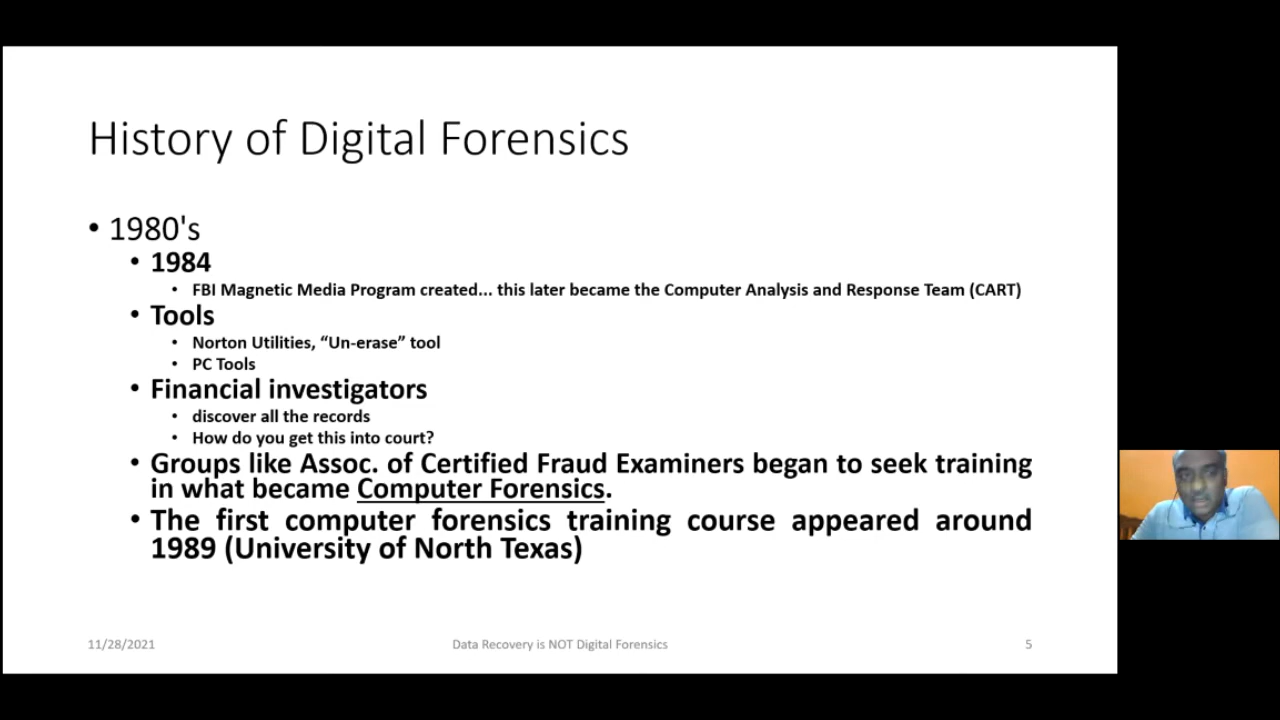 History of Digital Forensics
• 1980's
• 1984
• FBI Magnetic Media Program created... this later became the Computer Analysis and Response Team (CART)
• Tools
• Norton Utilities, “Un-erase” tool
• PC Tools
• Financial investigators
• discover all the records
• How do you get this into court?
• Groups like Assoc. of Certified Fraud Examiners began to seek training
in what became Computer Forensics.
• The first computer forensics training course appeared around
1989 (University of North Texas)
11/28/2021
Data Recovery is NOT Digital Forensics
5